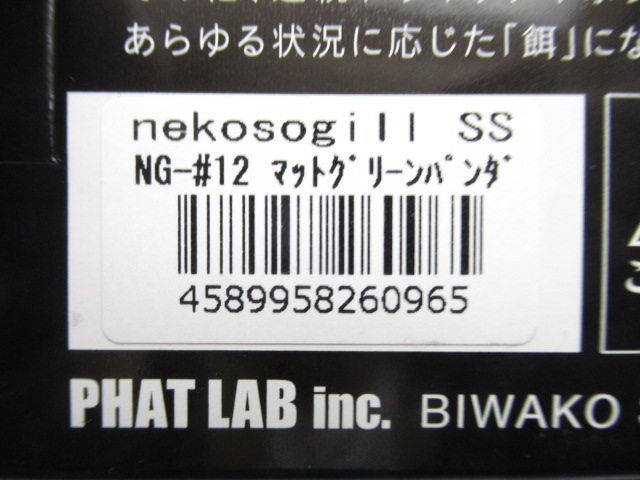 あらゆる状況に応じた「餌」にな
nekosogill SS
NG-#12 ﾏｯﾄｸﾞﾘｰﾝﾊﾟﾝﾀﾞ
4589958260965
こ
PHAT LAB inc. BIWAKO